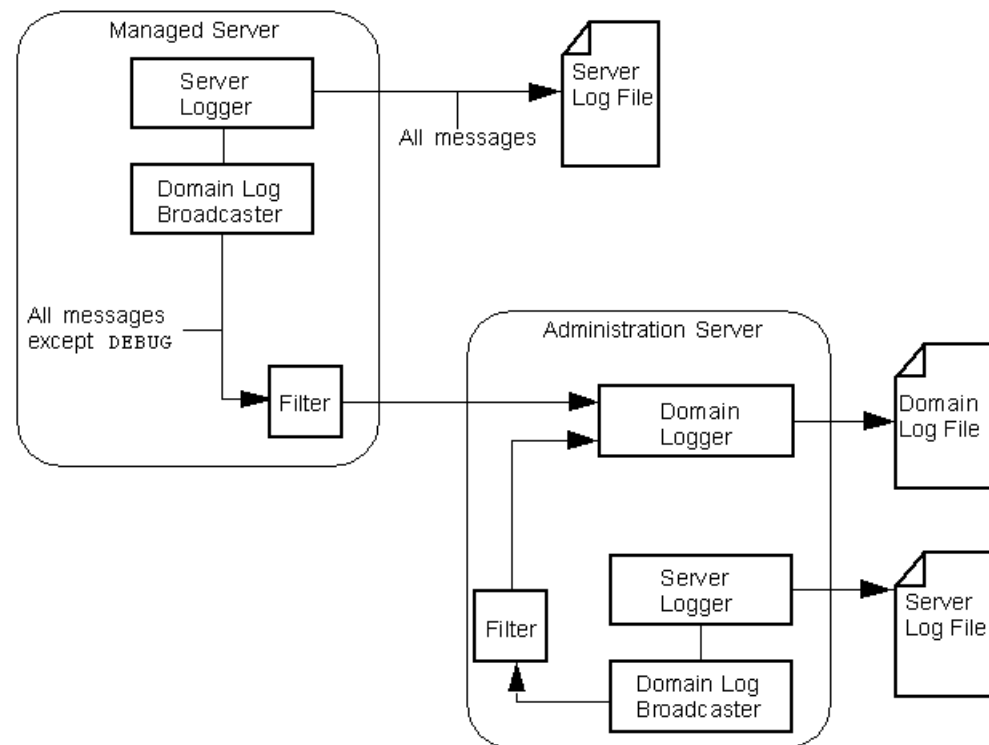 Managed Server
Server
Logger
Server
Log File
All messages
Domain Log
Broadcaster
All messages
except DEBUG
Filter
Administration Server
Domain
Logger
Domain
Log File
Server
Logger
Server
Log File
Filter
Domain Log
Broadcaster